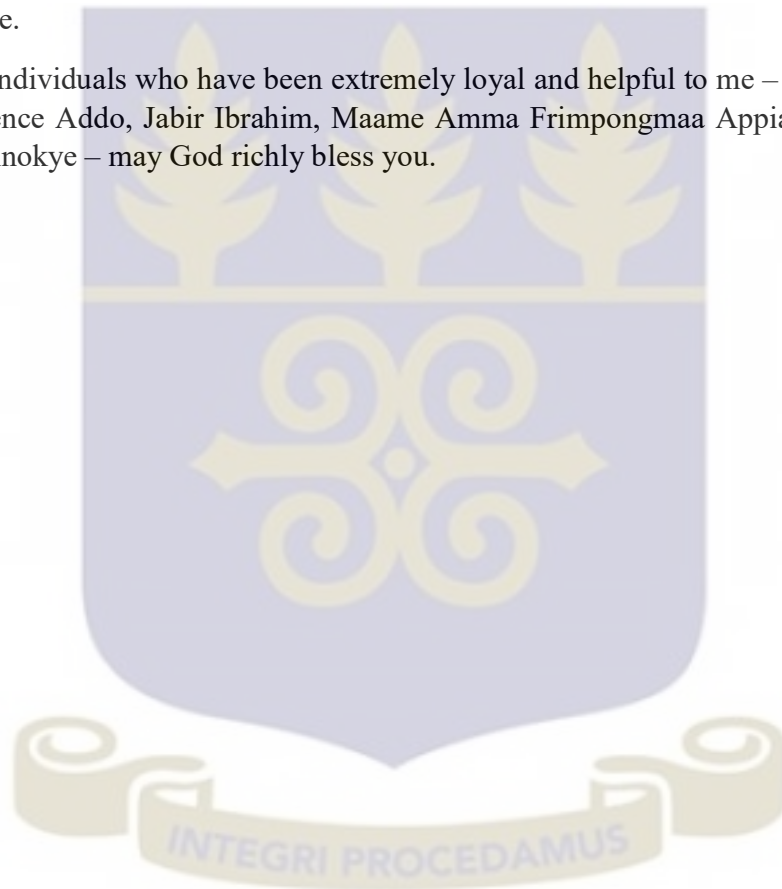 e.
ndividuals who have been extremely loyal and helpful to me –
ence Addo, Jabir Ibrahim, Maame Amma Frimpongmaa Appia
nokye – may God richly bless you.
INTEGRI PROCEDAMUS